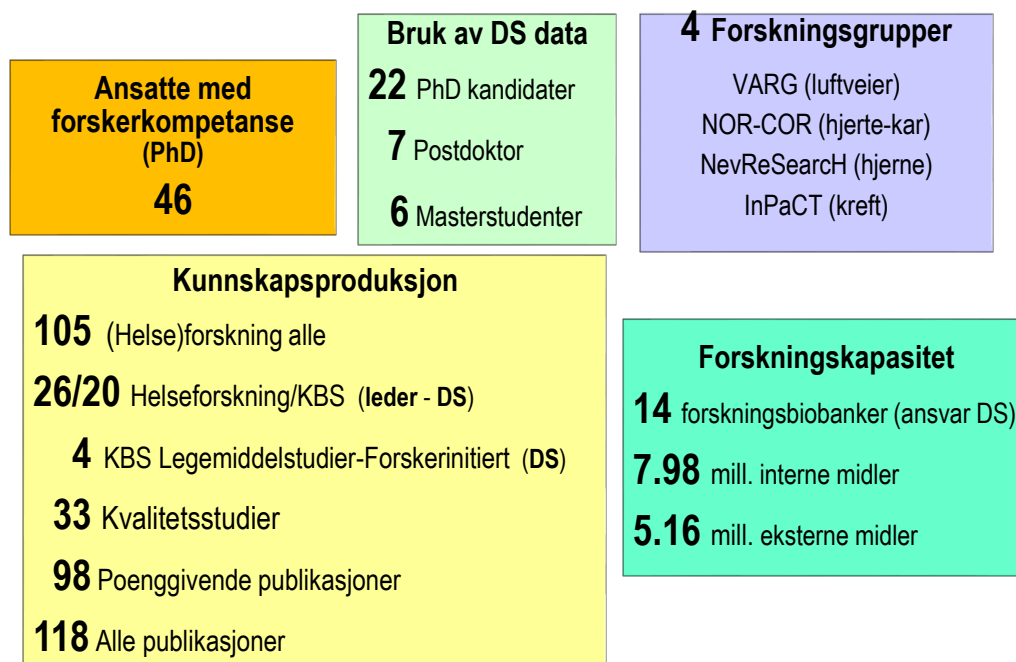 Ansatte med
forskerkompetanse
(PhD)
46
Bruk av DS data
22 PhD kandidater
7 Postdoktor
6 Masterstudenter
4 Forskningsgrupper
VARG (luftveier)
NOR-COR (hjerte-kar)
NevReSearcH (hjerne)
InPaCT (kreft)
Kunnskapsproduksjon
105 (Helse)forskning alle
26/20 Helseforskning/KBS (leder - DS)
4 KBS Legemiddelstudier-Forskerinitiert (DS)
33 Kvalitetsstudier
98 Poenggivende publikasjoner
118 Alle publikasjoner
Forskningskapasitet
14 forskningsbiobanker (ansvar DS)
7.98 mill. interne midler
5.16 mill. eksterne midler